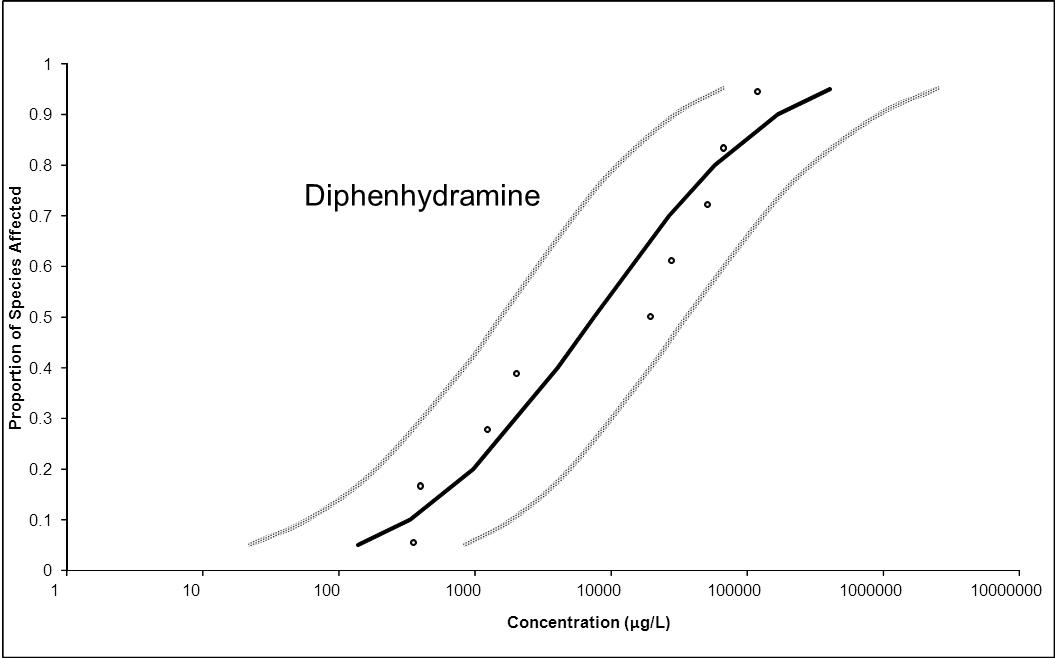 Diphenhydramine
Proportion of Species Affected
1
0.9
0.8
0.7
0.6
0.5
0.4
0.3
0.2
0.1
0
1 10 100 1000 10000 100000 1000000 10000000
Concentration (µg/L)